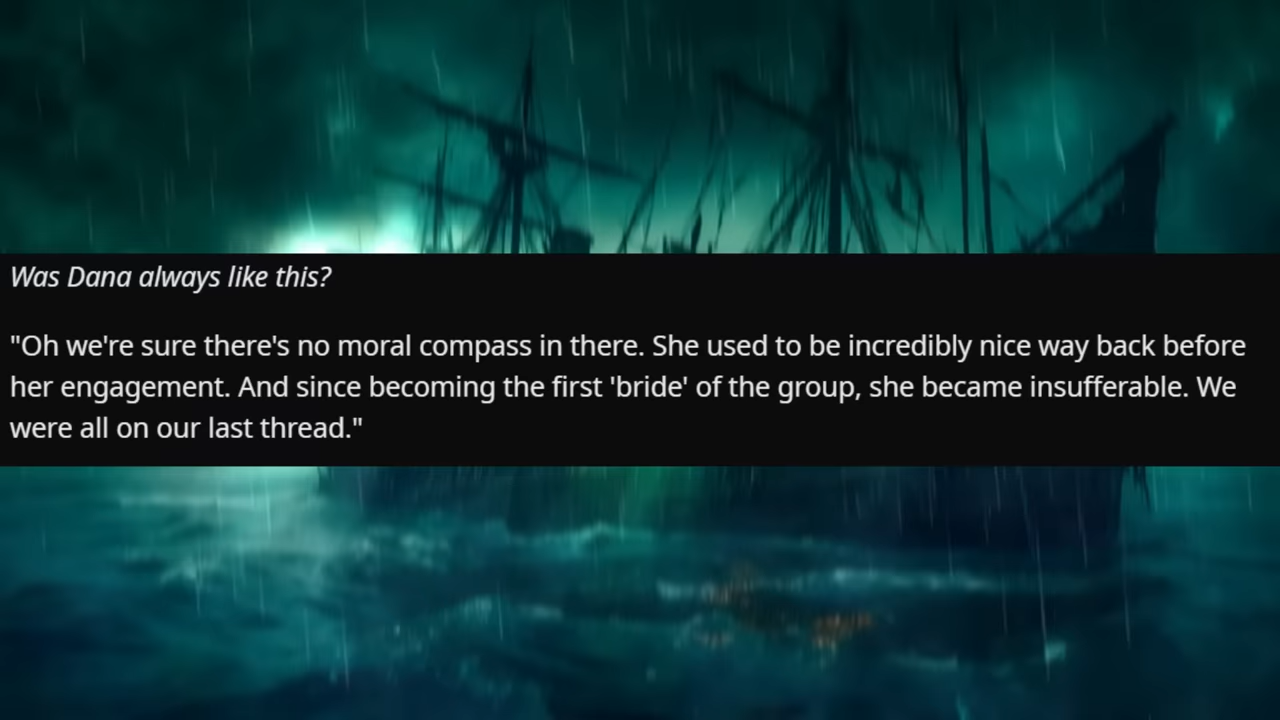 Was Dana always like this?
"Oh we're sure there's no moral compass in there. She used to be incredibly nice way back before
her engagement. And since becoming the first 'bride' of the group, she became insufferable. We
were all on our last thread."